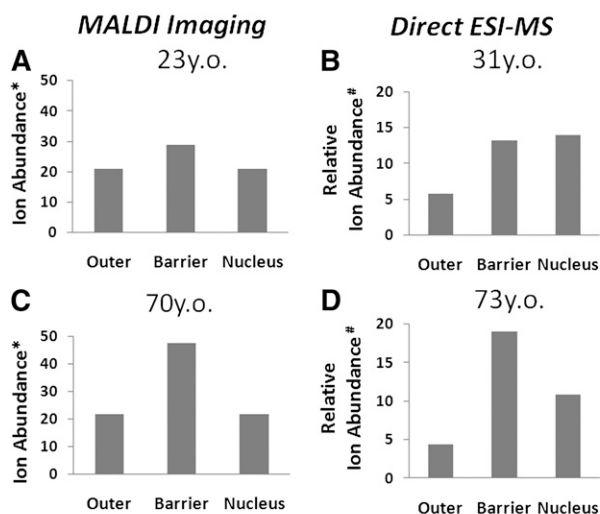 MALDI Imaging
Direct ESI-MS
A
23y.o.
Ion Abundance*
50
40
30
20
10
0
Outer Barrier Nucleus
B
31y.o.
Relative
Ion Abundance#
20
15
10
5
0
Outer Barrier Nucleus
C
70y.o.
Ion Abundance*
50
40
30
20
10
0
Outer Barrier Nucleus
D
73y.o.
Relative
Ion Abundance#
20
15
10
5
0
Outer Barrier Nucleus